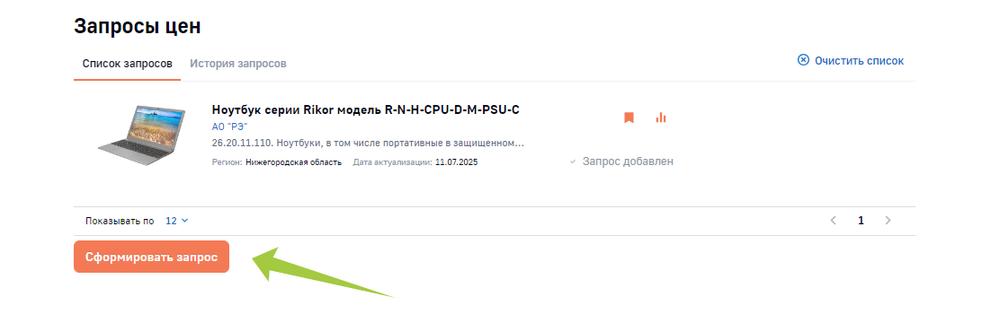 Запросы цен
Список запросов История запросов Очистить список
Ноутбук серии Rikor модель R-N-H-CPU-D-M-PSU-C
АО "РЭ"
26.20.11.110. Ноутбуки, в том числе портативные в защищенном...
Регион: Нижегородская область Дата актуализации: 11.07.2025 Запрос добавлен
Показывать по 12 1
Сформировать запрос